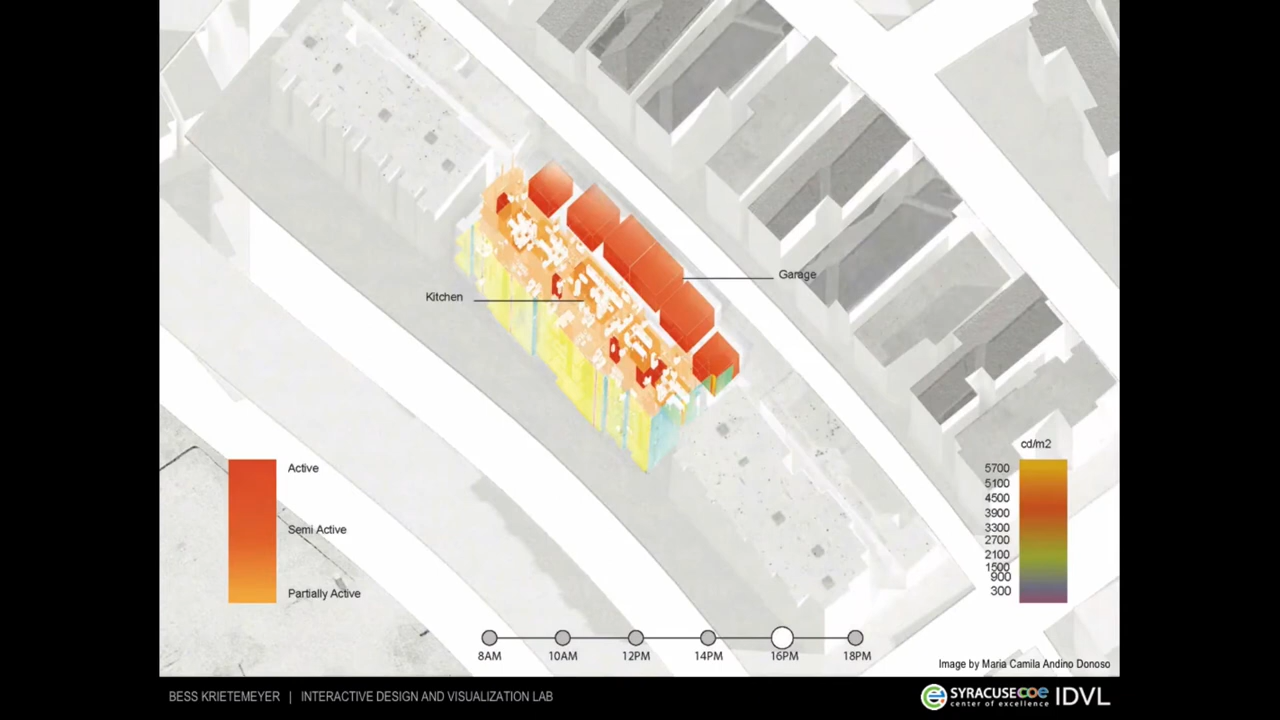 Garage
Kitchen
Active
Semi Active
Partially Active
cd/m2
5700
5100
4500
3900
3300
2700
2100
1500
900
300
8AM 10AM 12PM 14PM 16PM 18PM
Image by Maria Camila Andino Donoso
BESS KRIETEMEYER | INTERACTIVE DESIGN AND VISUALIZATION LAB
SYRACUSECOE IDVL
center of excellence